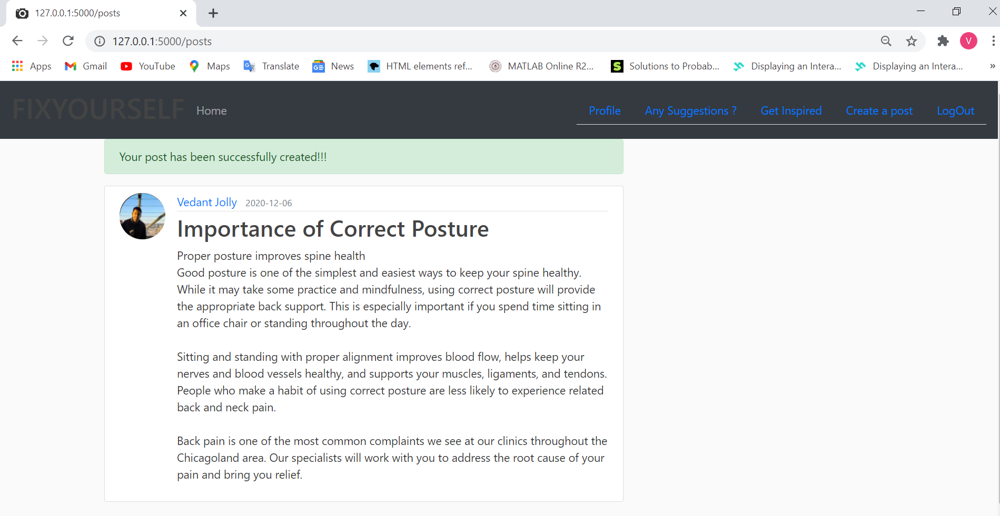 127.0.0.1:5000/posts
127.0.0.1:5000/posts
V
Apps Gmail YouTube Maps Translate News HTML elements ref... MATLAB Online R2... Solutions to Probab... Displaying an Intera... Displaying an Intera... »
FIXYOURSELF Home Profile Any Suggestions ? Get Inspired Create a post LogOut
Your post has been successfully created!!!
Vedant Jolly 2020-12-06
Importance of Correct Posture
Proper posture improves spine health
Good posture is one of the simplest and easiest ways to keep your spine healthy.
While it may take some practice and mindfulness, using correct posture will provide
the appropriate back support. This is especially important if you spend time sitting in
an office chair or standing throughout the day.
Sitting and standing with proper alignment improves blood flow, helps keep your
nerves and blood vessels healthy, and supports your muscles, ligaments, and tendons.
People who make a habit of using correct posture are less likely to experience related
back and neck pain.
Back pain is one of the most common complaints we see at our clinics throughout the
Chicagoland area. Our specialists will work with you to address the root cause of your
pain and bring you relief.